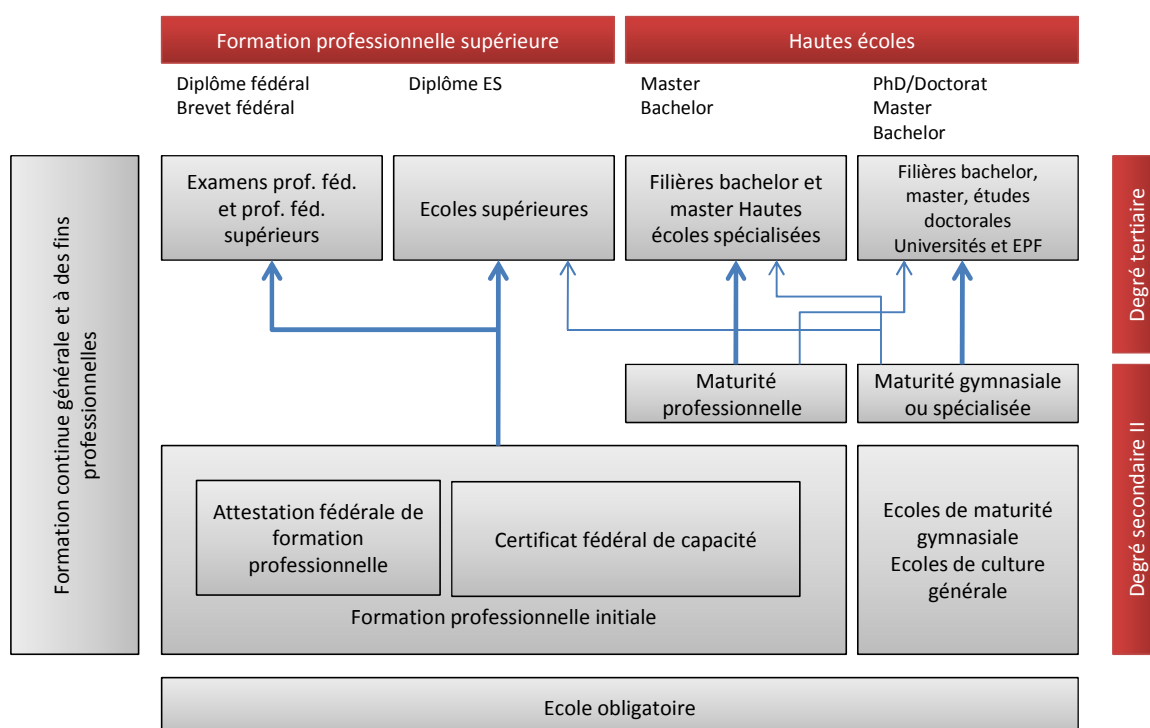 Formation professionnelle supérieure
Hautes écoles
Diplôme fédéral
Brevet fédéral
Diplôme ES
Master
Bachelor
PhD/Doctorat
Master
Bachelor
Formation continue générale et à des fins
professionnelles
Examens prof. féd.
et prof. féd.
supérieurs
Ecoles supérieures
Filières bachelor et
master Hautes
écoles spécialisées
Filières bachelor,
master, études
doctorales
Universités et EPF
Degré tertiaire
Maturité
professionnelle
Maturité gymnasiale
ou spécialisée
Degré secondaire II
Attestation fédérale de
formation
professionnelle
Certificat fédéral de capacité
Formation professionnelle initiale
Ecoles de maturité
gymnasiale
Ecoles de culture
générale
Ecole obligatoire